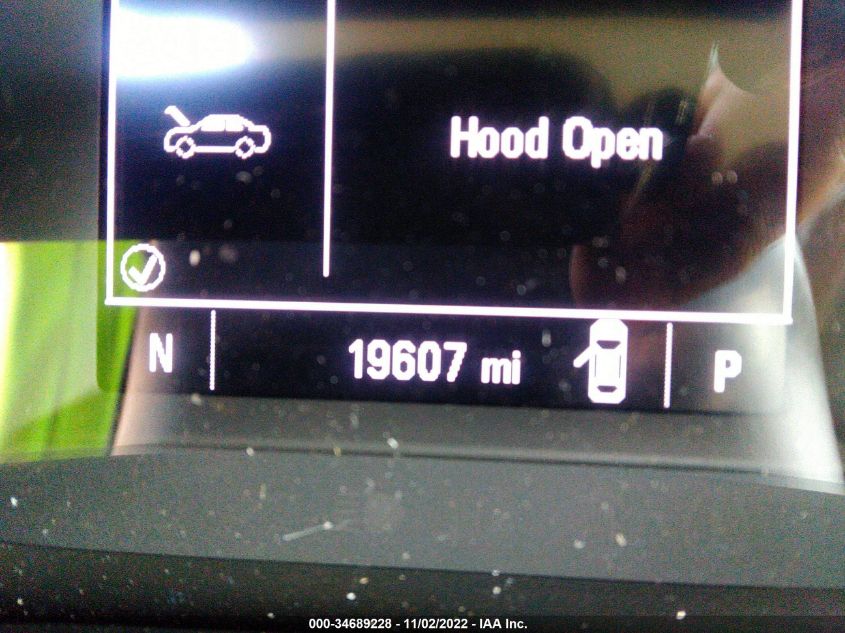 Hood Open
N 19607 mi P
000-34689228 - 11/02/2022 - IAA Inc.